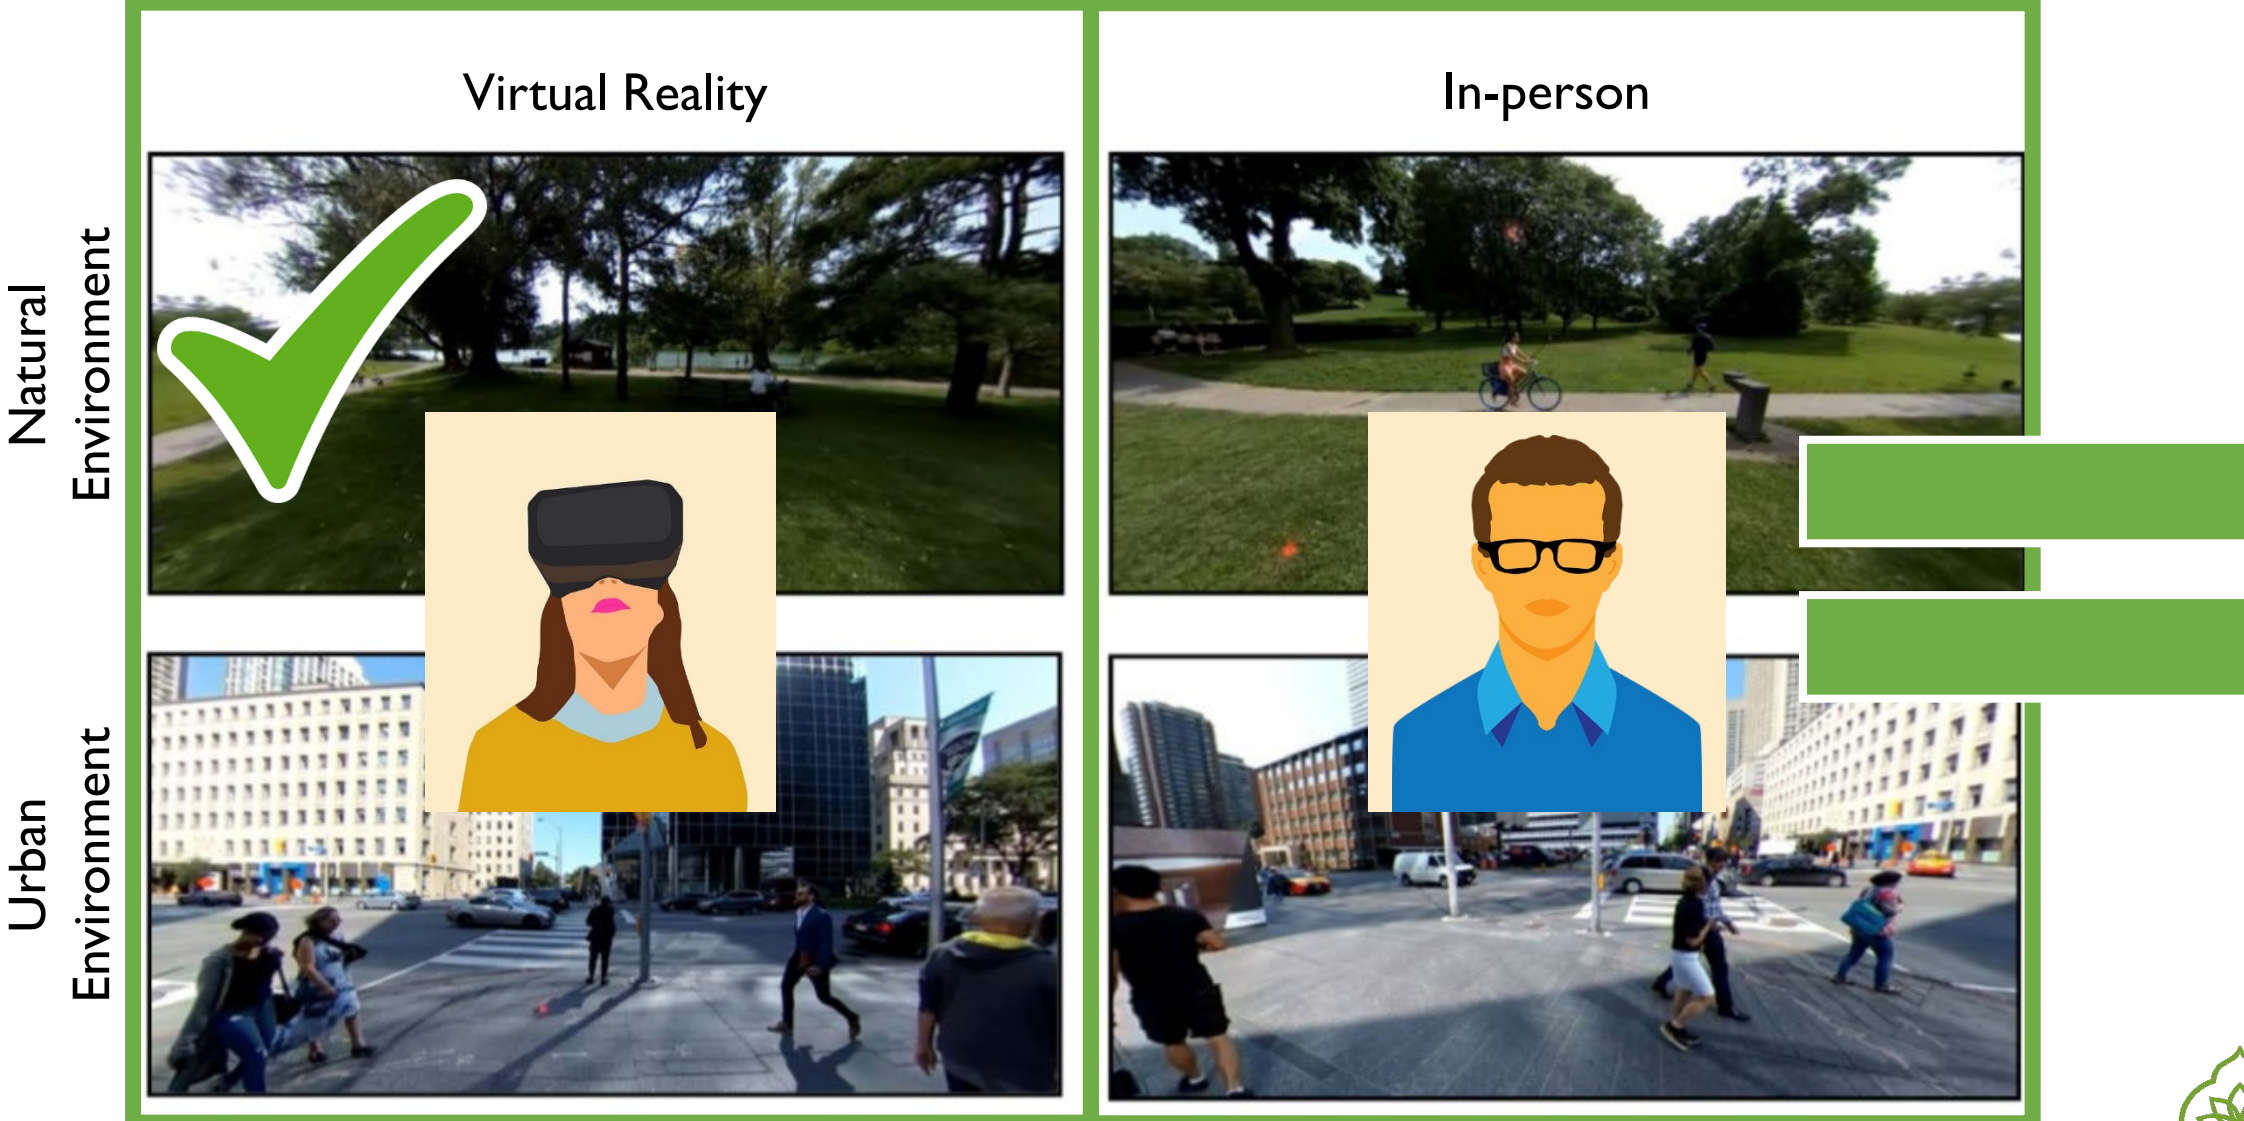 Virtual Reality
In-person
Natural
Environment
Urban
Environment